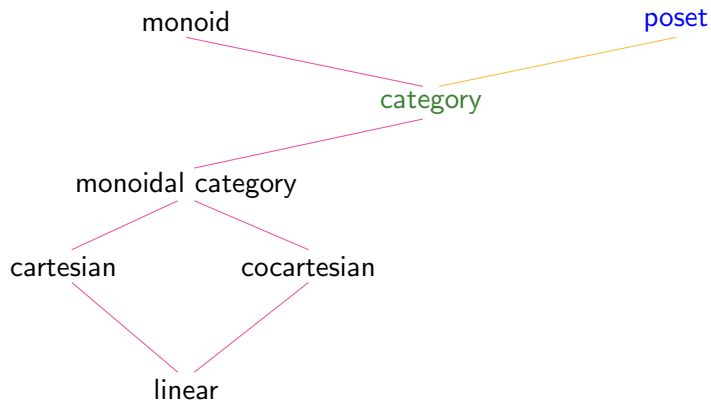 monoid
poset
category
monoidal category
cartesian
cocartesian
linear